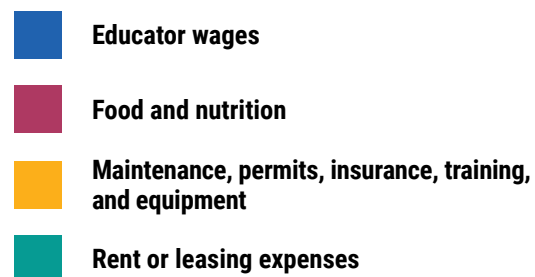 Educator wages
Food and nutrition
Maintenance, permits, insurance, training,
and equipment
Rent or leasing expenses